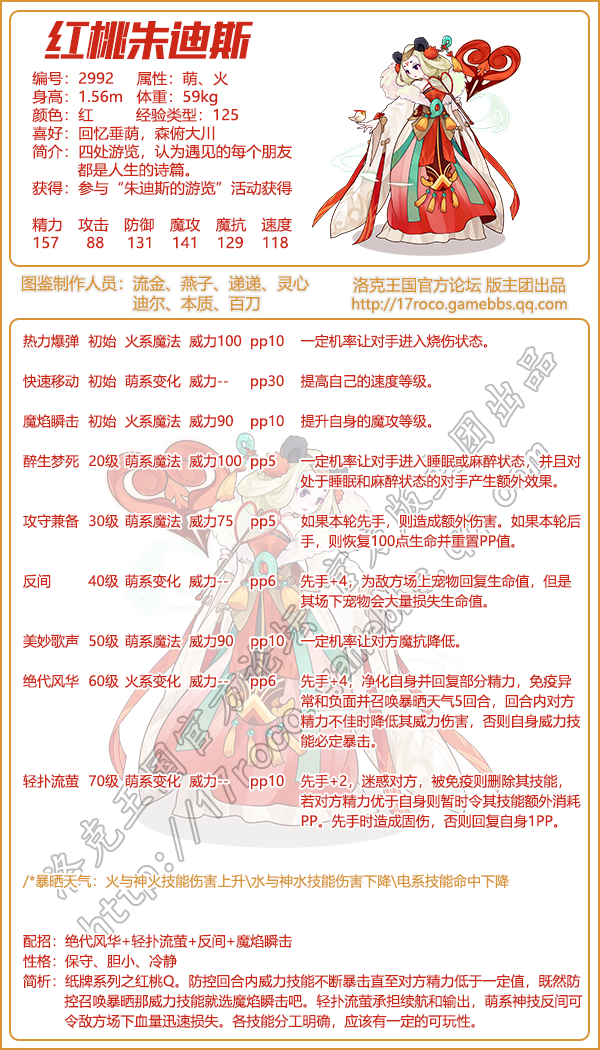 红桃朱迪斯
编号：2992 属性：萌、火
身高：1.56m 体重：59kg
颜色：红 经验类型：125
喜好：回忆垂荫，森俯大川
简介：四处游览，认为遇见的每个朋友
都是人生的诗篇。
获得：参与“朱迪斯的游览”活动获得
精力 攻击 防御 魔攻 魔抗 速度
157 88 131 141 129 118
图鉴制作人员：流金、燕子、递递、灵心
迪尔、本质、百刀
洛克王国官方论坛 版主团出品
http://17roco.gamebbs.qq.com
热力爆弹 初始 火系魔法 威力100 pp10 一定机率让对手进入烧伤状态。
快速移动 初始 萌系变化 威力-- pp30 提高自己的速度等级。
魔焰瞬击 初始 火系魔法 威力90 pp10 提升自身的魔攻等级。
醉生梦死 20级 萌系魔法 威力100 pp5 一定机率让对手进入睡眠或麻醉状态，并且对
处于睡眠和麻醉状态的对手产生额外效果。
攻守兼备 30级 萌系魔法 威力75 pp5 如果本轮先手，则造成额外伤害。如果本轮后
手，则恢复100点生命并重置PP值。
反间 40级 萌系变化 威力-- pp6 先手+4，为敌方场上宠物回复生命值，但是
其场下宠物会大量损失生命值。
美妙歌声 50级 萌系魔法 威力90 pp10 一定机率让对方魔抗降低。
绝代风华 60级 火系变化 威力-- pp6 先手+4，净化自身并回复部分精力，免疫异
常和负面并召唤暴晒天气5回合，回合内对方
精力不佳时降低其威力伤害，否则自身威力技
能必定暴击。
轻扑流萤 70级 萌系变化 威力-- pp10 先手+2，迷惑对方，被免疫则删除其技能，
若对方精力优于自身则暂时令其技能额外消耗
PP。先手时造成固伤，否则回复自身1PP。
/*暴晒天气：火与神火技能伤害上升\水与神水技能伤害下降\电系技能命中下降
配招：绝代风华+轻扑流萤+反间+魔焰瞬击
性格：保守、胆小、冷静
简析：纸牌系列之红桃Q。防控回合内威力技能不断暴击直至对方精力低于一定值，既然防
控召唤暴晒那威力技能就选魔焰瞬击吧。轻扑流萤承担续航和输出，萌系神技反间可
令敌方场下血量迅速损失。各技能分工明确，应该有一定的可玩性。
洛克王国官方论坛 版主团出品
http://17roco.gamebbs.qq.com